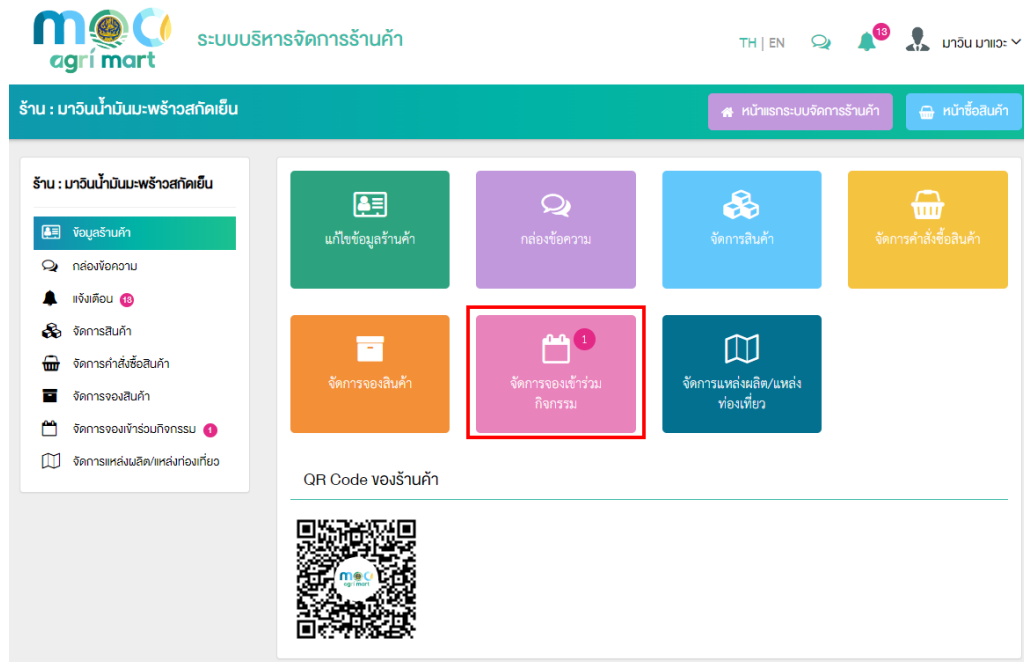 moc
agri mart
ระบบบริหารจัดการร้านค้า
TH | EN
13
มาวิน มาแวะ
ร้าน : มาวินน้ำมันมะพร้าวสกัดเย็น
หน้าแรกระบบจัดการร้านค้า
หน้าซื้อสินค้า
ร้าน : มาวินน้ำมันมะพร้าวสกัดเย็น
ข้อมูลร้านค้า
กล่องข้อความ
แจ้งเตือน 13
จัดการสินค้า
จัดการคำสั่งซื้อสินค้า
จัดการจองสินค้า
จัดการจองเข้าร่วมกิจกรรม 1
จัดการแหล่งผลิต/แหล่งท่องเที่ยว
แก้ไขข้อมูลร้านค้า
กล่องข้อความ
จัดการสินค้า
จัดการคำสั่งซื้อสินค้า
จัดการจองสินค้า
1
จัดการจองเข้าร่วม
กิจกรรม
จัดการแหล่งผลิต/แหล่ง
ท่องเที่ยว
QR Code ของร้านค้า
moc
agri mart